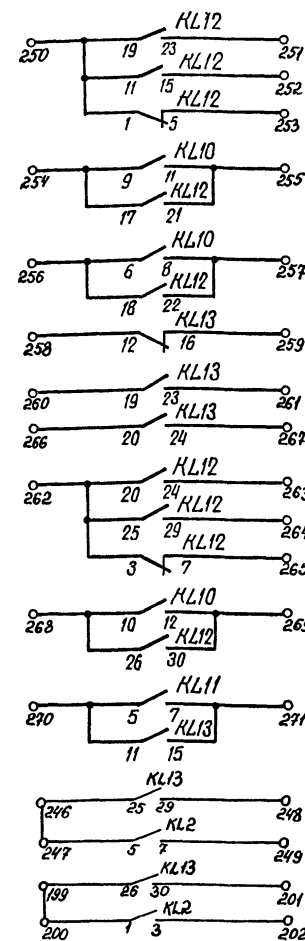 KL12
250 19 23 251
KL12
11 15 252
KL12
1 5 253
KL10
254 9 11 255
KL12
17 21
KL10
256 6 8 257
KL12
18 22
KL13
258 12 16 259
KL13
260 19 23 261
KL13
266 20 24 267
KL12
262 20 24 263
KL12
25 29 264
KL12
3 7 265
KL10
268 10 12 269
KL12
26 30
KL11
270 5 7 271
KL13
11 15
KL13
246 25 29 248
KL2
247 5 7 249
KL13
199 26 30 201
KL2
200 1 3 202